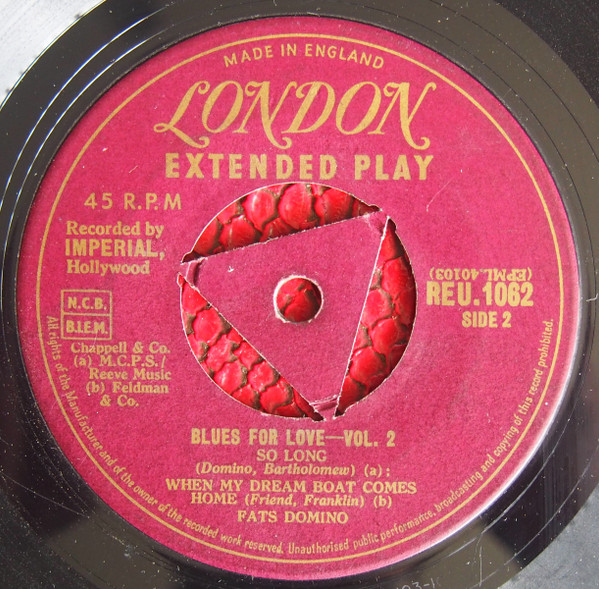 MADE IN ENGLAND
LONDON
EXTENDED PLAY
45 R.P.M
Recorded by
IMPERIAL,
Hollywood
(EPML.40103)
REU.1062
SIDE 2
N.C.B.
B.I.E.M.
Chappell & Co.
(a) M.C.P.S./
Reeve Music
(b) Feldman
& Co.
BLUES FOR LOVE—VOL. 2
SO LONG
(Domino, Bartholomew) (a):
WHEN MY DREAM BOAT COMES
HOME (Friend, Franklin) (b)
FATS DOMINO
All rights of the Manufacturer and of the owner of the recorded work reserved. Unauthorised public performance, broadcasting and copying of this record prohibited.